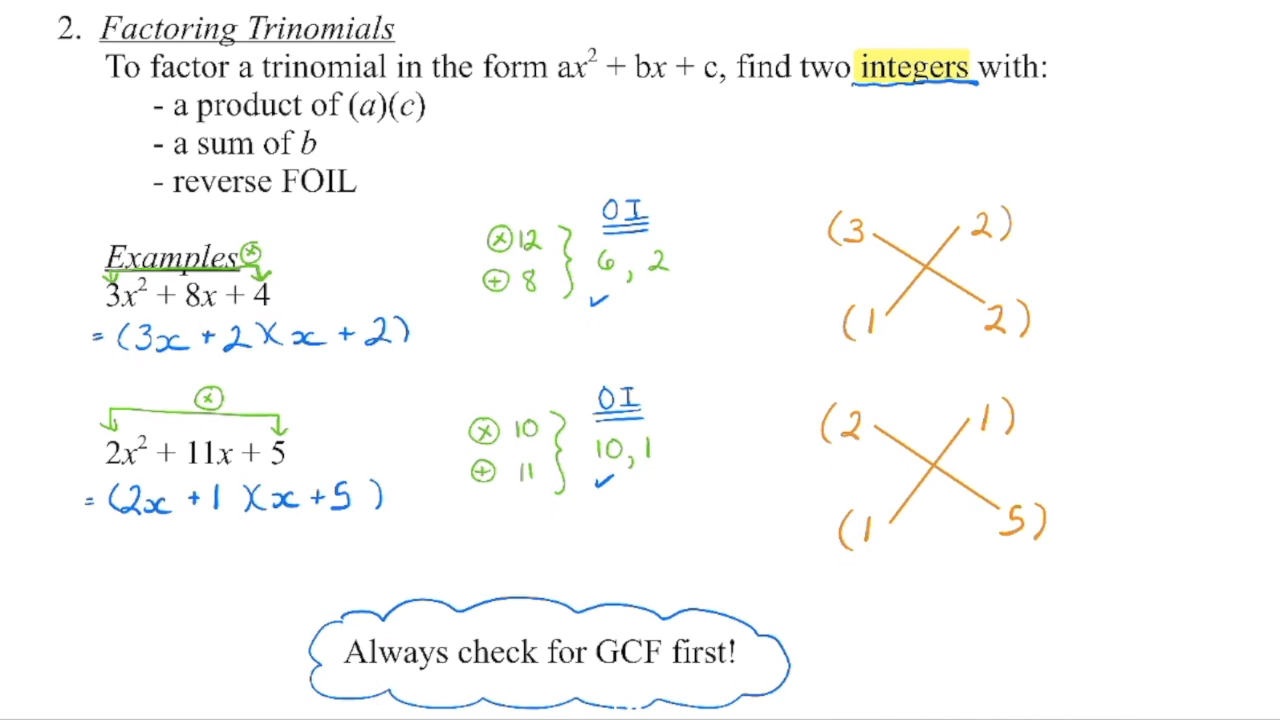 2. Factoring Trinomials
To factor a trinomial in the form ax² + bx + c, find two integers with:
- a product of (a)(c)
- a sum of b
- reverse FOIL
Examples ⓧ
3x² + 8x + 4
= (3x + 2)(x + 2)
ⓧ 12
⊕ 8
O I
6, 2 ✓
(3 2)
(1 2)
ⓧ
2x² + 11x + 5
= (2x + 1)(x + 5)
ⓧ 10
⊕ 11
O I
10, 1 ✓
(2 1)
(1 5)
Always check for GCF first!